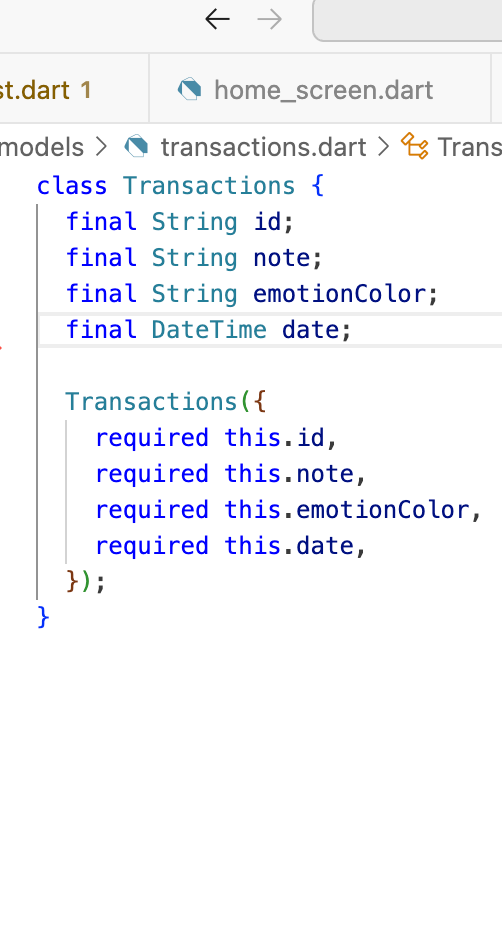 st.dart 1
home_screen.dart
models > transactions.dart > Trans
class Transactions {
final String id;
final String note;
final String emotionColor;
final DateTime date;
Transactions({
required this.id,
required this.note,
required this.emotionColor,
required this.date,
});
}